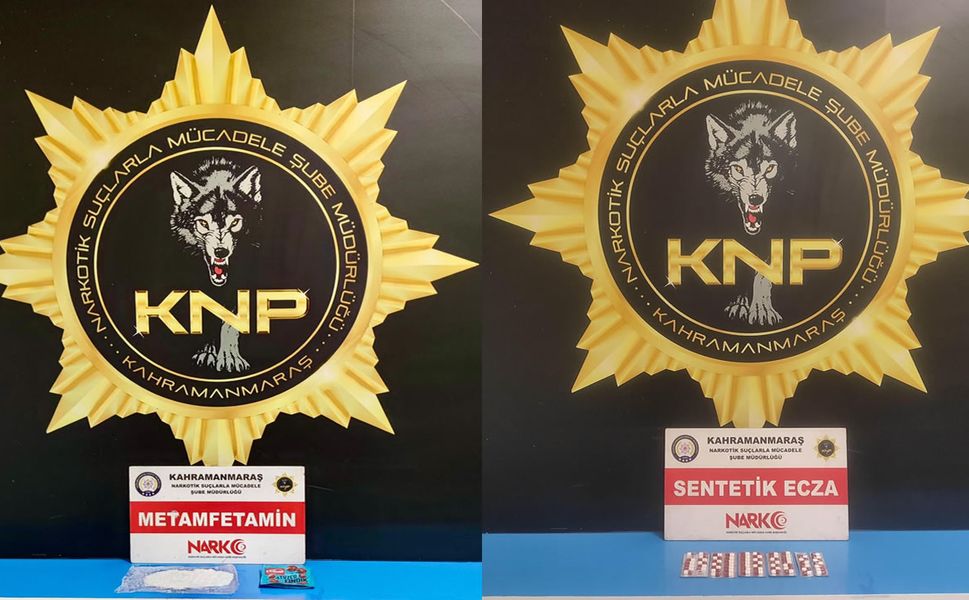 NARKOTİK SUÇLARLA MÜCADELE ŞUBE MÜDÜRLÜĞÜ
KNP
KAHRAMANMARAŞ
KAHRAMANMARAŞ
NARKOTİK SUÇLARLA MÜCADELE
ŞUBE MÜDÜRLÜĞÜ
METAMFETAMİN
NARKO
NARKOTİK SUÇLARLA MÜCADELE ŞUBE MÜDÜRLÜĞÜ
KNP
KAHRAMANMARAŞ
KAHRAMANMARAŞ
NARKOTİK SUÇLARLA MÜCADELE
ŞUBE MÜDÜRLÜĞÜ
SENTETİK ECZA
NARKO